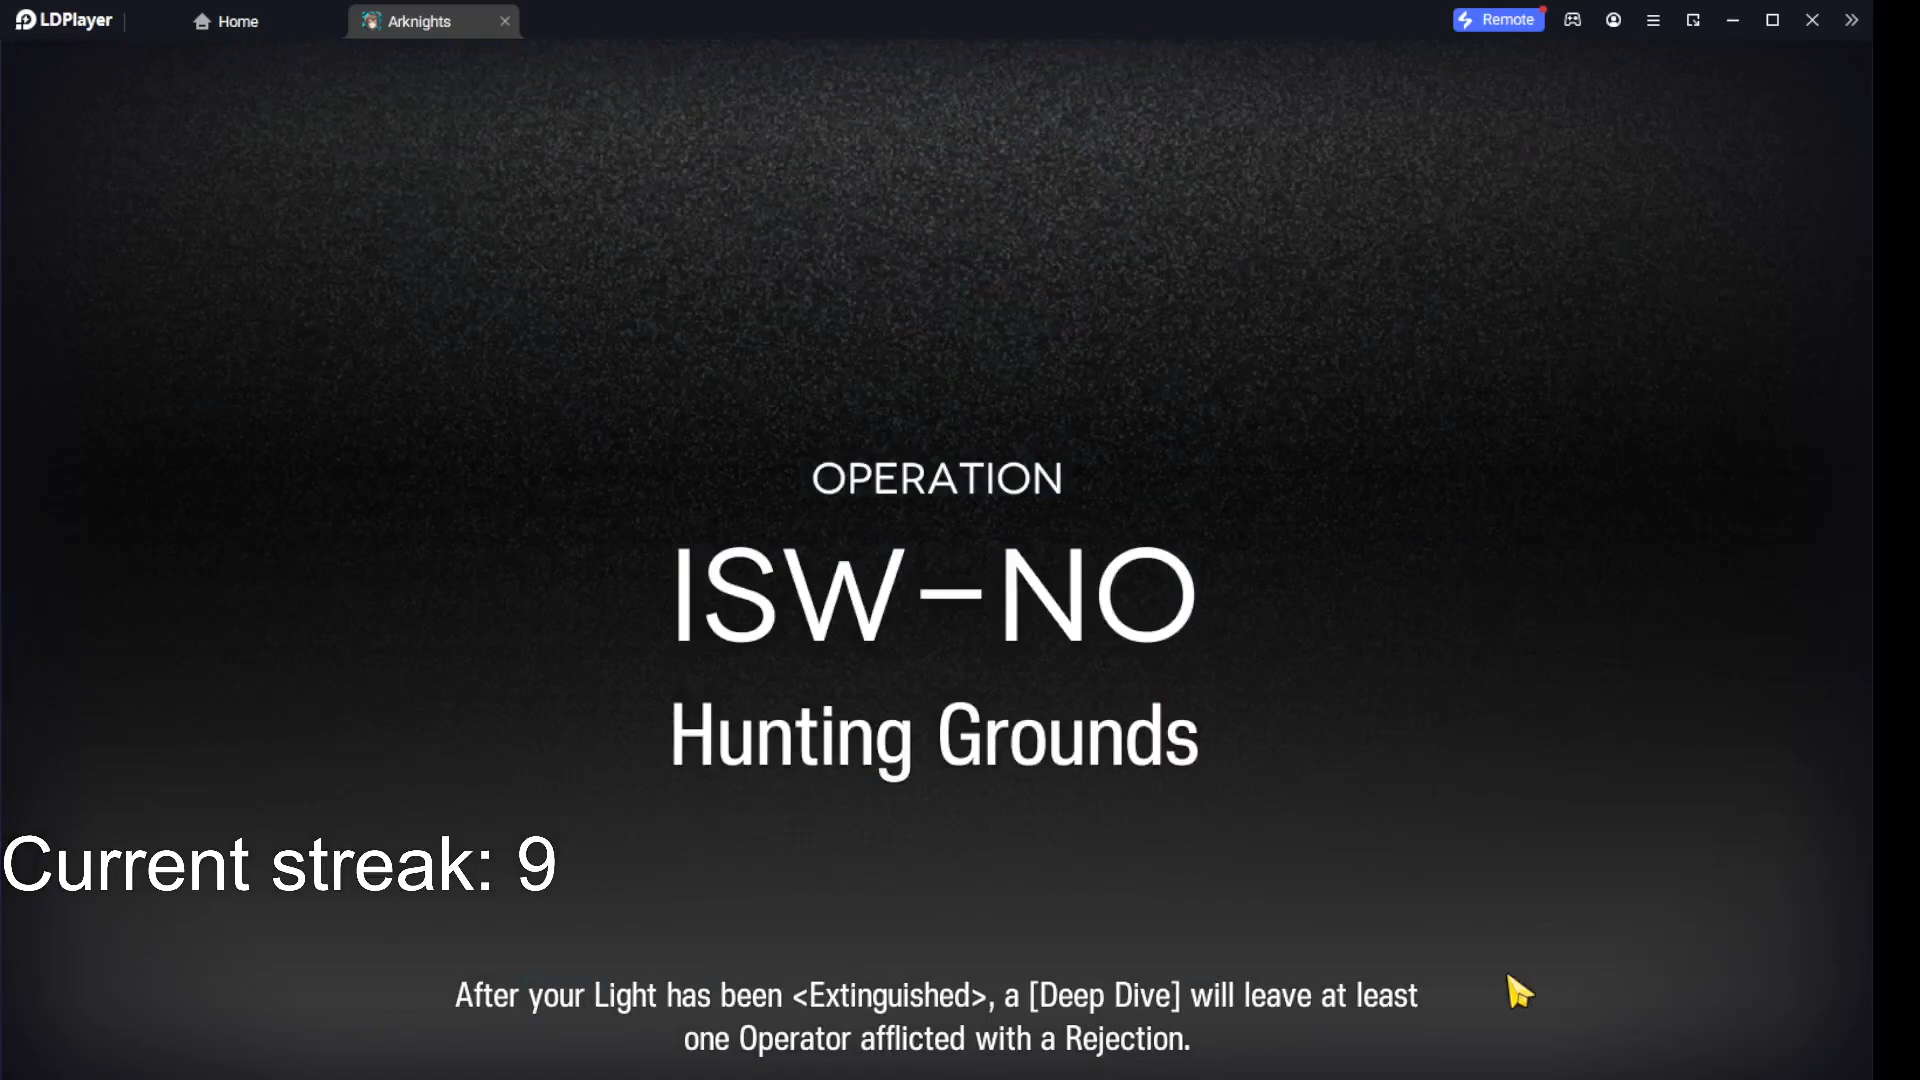 LDPlayer
Home
Arknights
Remote
OPERATION
ISW-NO
Hunting Grounds
Current streak: 9
After your Light has been <Extinguished>, a [Deep Dive] will leave at least
one Operator afflicted with a Rejection.